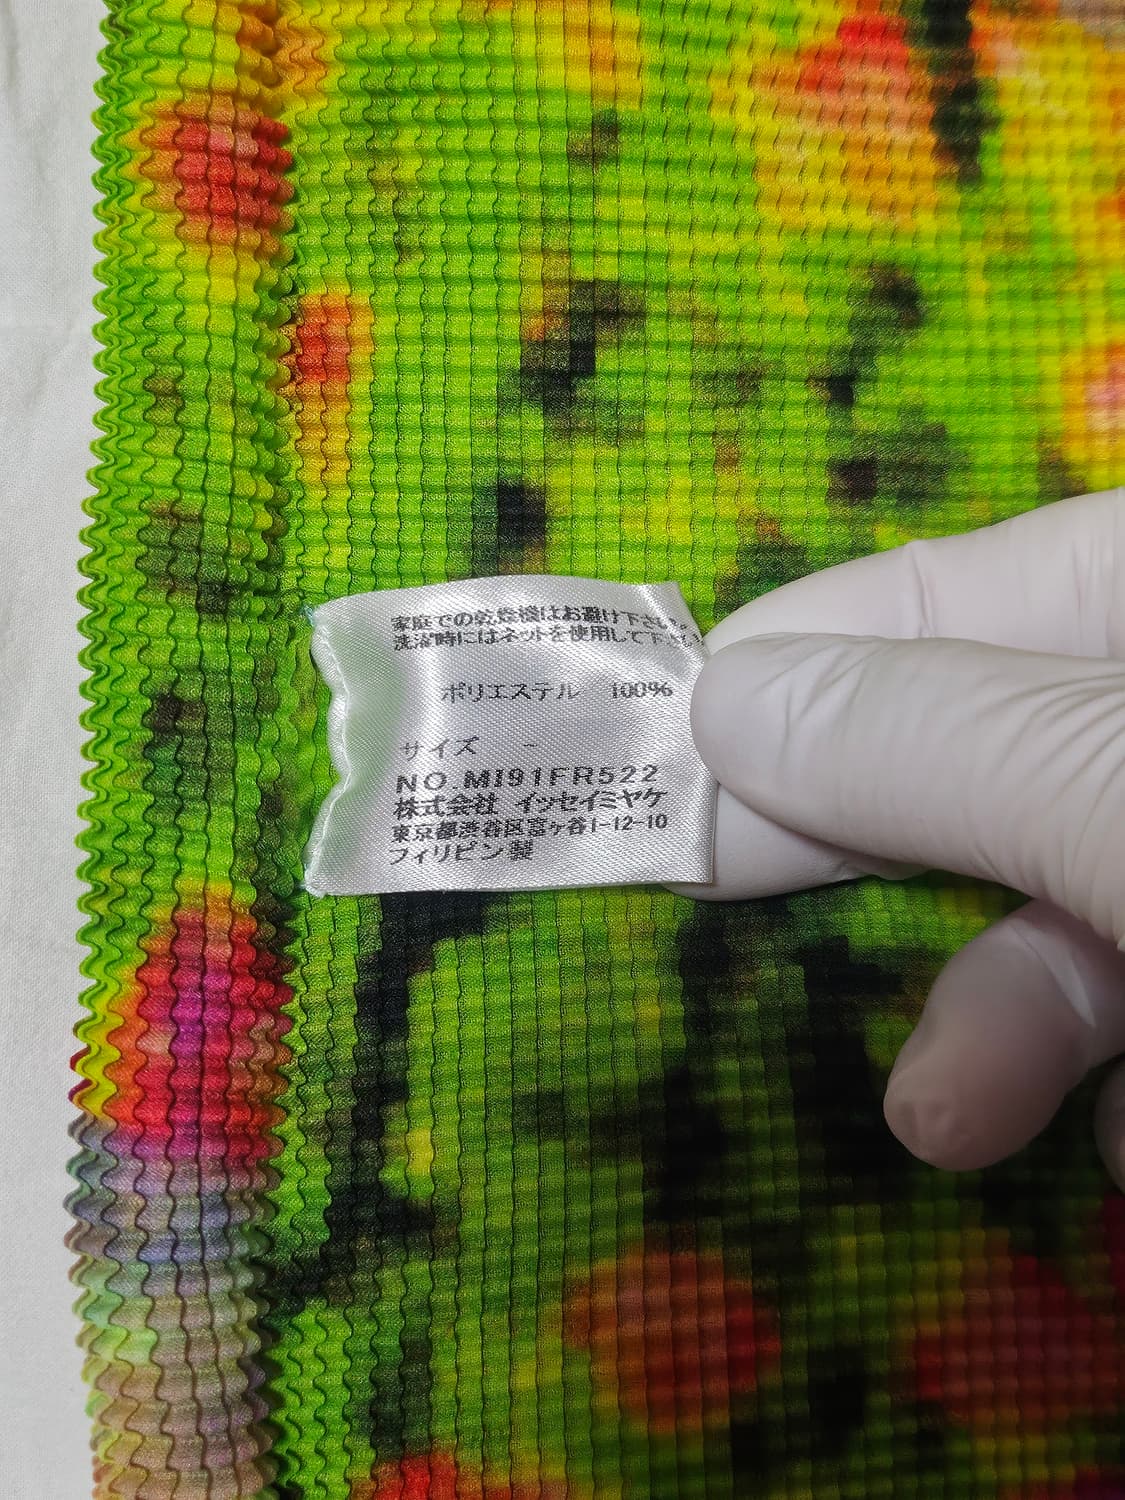 家庭での乾燥機はお避け下さい。
洗濯時にはネットを使用して下さい
ポリエステル 100%
サイズ -
NO.MI91FR522
株式会社 イッセイミヤケ
東京都渋谷区富ヶ谷1-12-10
フィリピン製